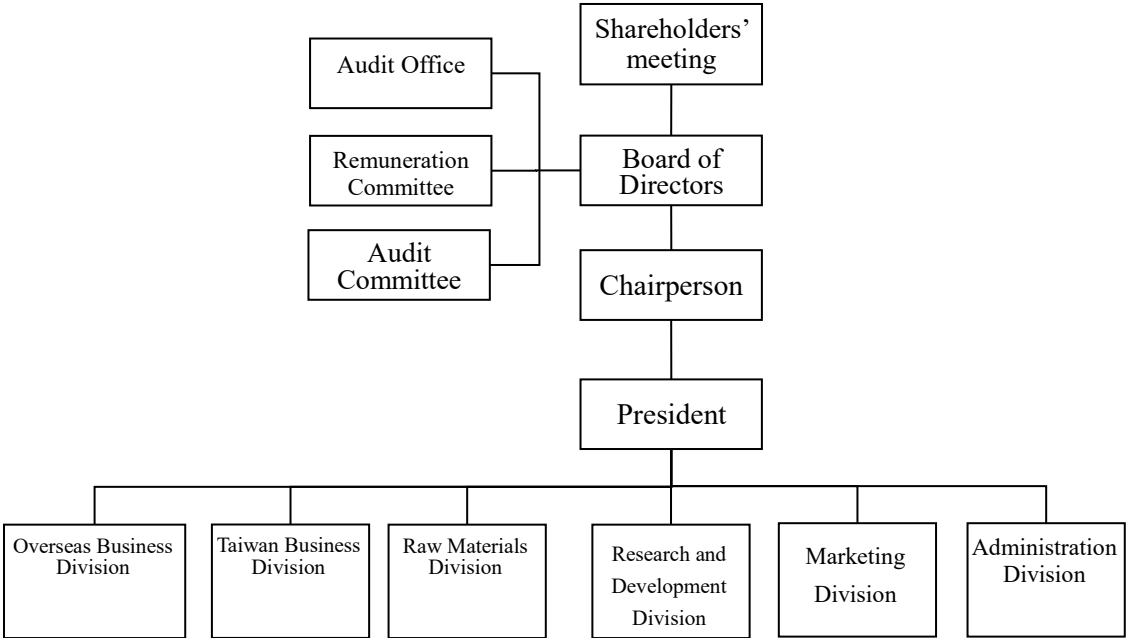 Shareholders’
meeting
Audit Office
Remuneration
Committee
Board of
Directors
Audit
Committee
Chairperson
President
Overseas Business
Division
Taiwan Business
Division
Raw Materials
Division
Research and
Development
Division
Marketing
Division
Administration
Division